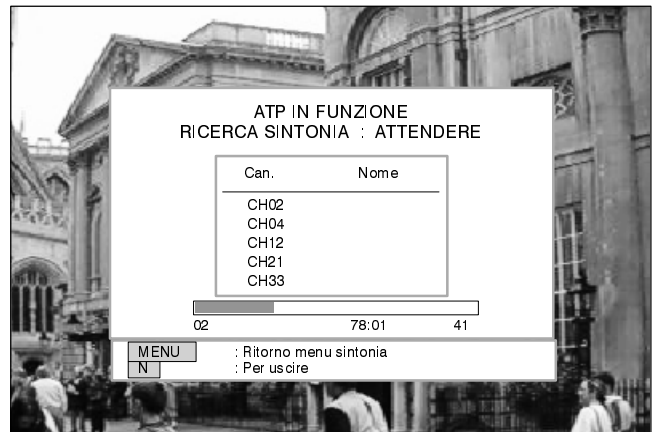 ATP IN FUNZIONE
RICERCA SINTONIA : ATTENDERE
Can. Nome
CH02
CH04
CH12
CH21
CH33
02 78:01 41
MENU : Ritorno menu sintonia
N : Per uscire